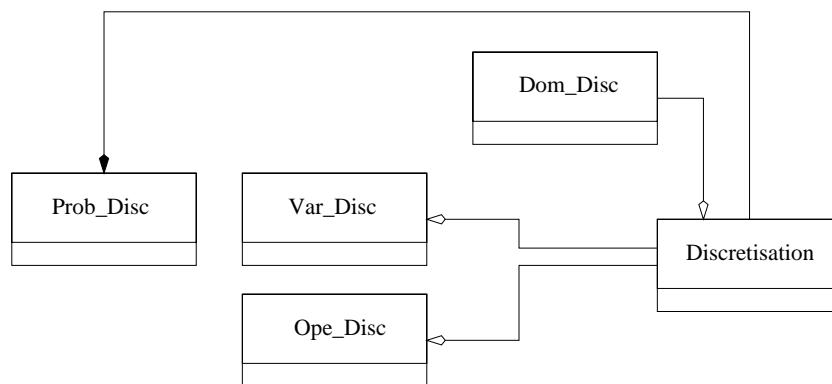 Dom_Disc
Prob_Disc
Var_Disc
Discretisation
Ope_Disc